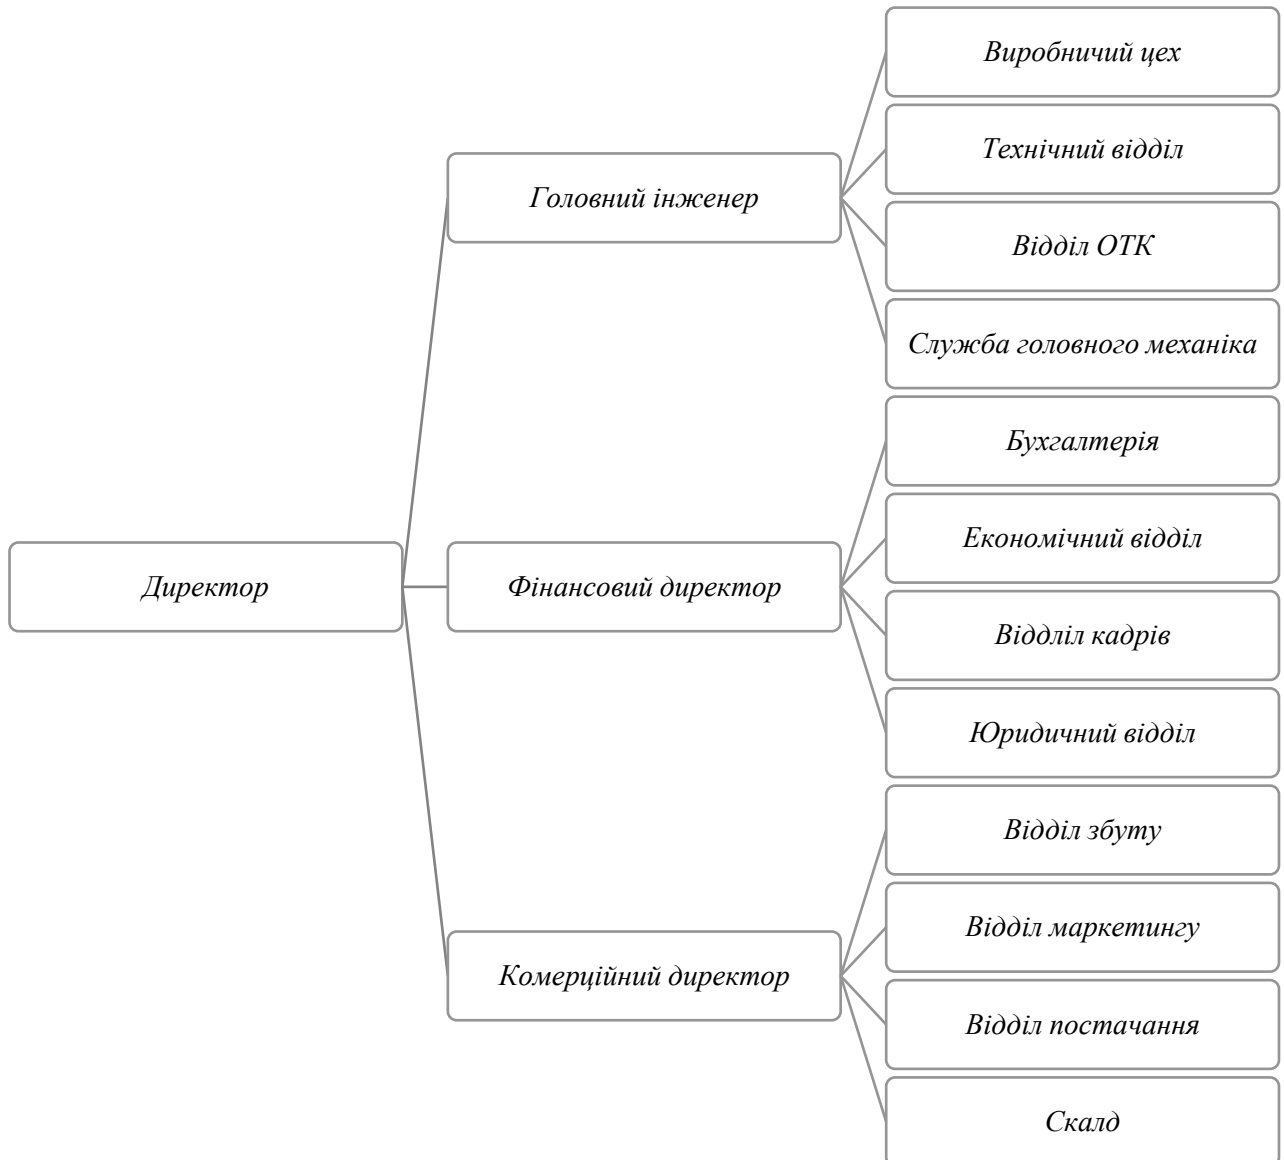 Виробничий цех
Технічний відділ
Головний інженер
Відділ ОТК
Служба головного механіка
Бухгалтерія
Економічний відділ
Директор
Фінансовий директор
Віддліл кадрів
Юридичний відділ
Відділ збуту
Відділ маркетингу
Комерційний директор
Відділ постачання
Скалд